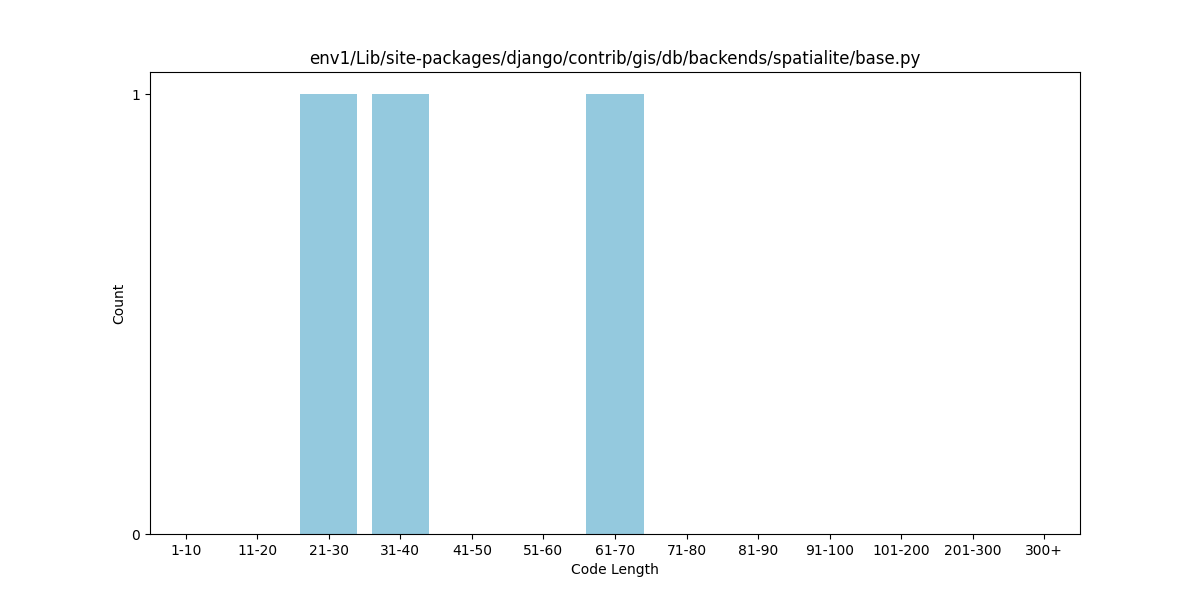 env1/Lib/site-packages/django/contrib/gis/db/backends/spatialite/base.py
1
Count
0
1-10 11-20 21-30 31-40 41-50 51-60 61-70 71-80 81-90 91-100 101-200 201-300 300+
Code Length